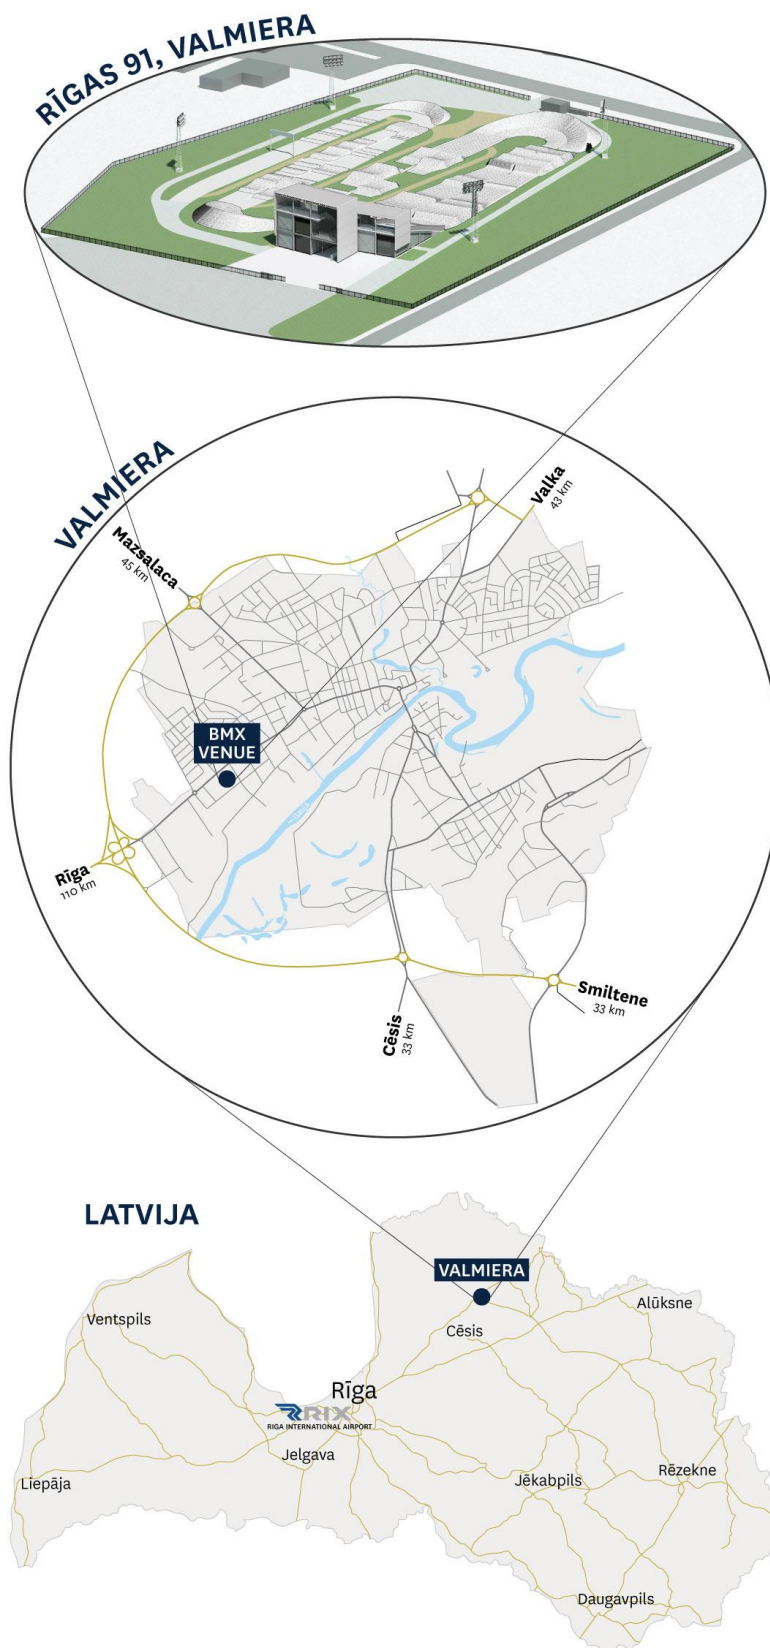 RĪGAS 91, VALMIERA
VALMIERA
Valka
43 km
Mazsalaca
45 km
BMX
VENUE
Rīga
110 km
Smiltene
33 km
Cēsis
33 km
LATVIJA
VALMIERA
Alūksne
Ventspils
Cēsis
Rīga
RIX
RIGA INTERNATIONAL AIRPORT
Jelgava
Rēzekne
Jēkabpils
Liepāja
Daugavpils